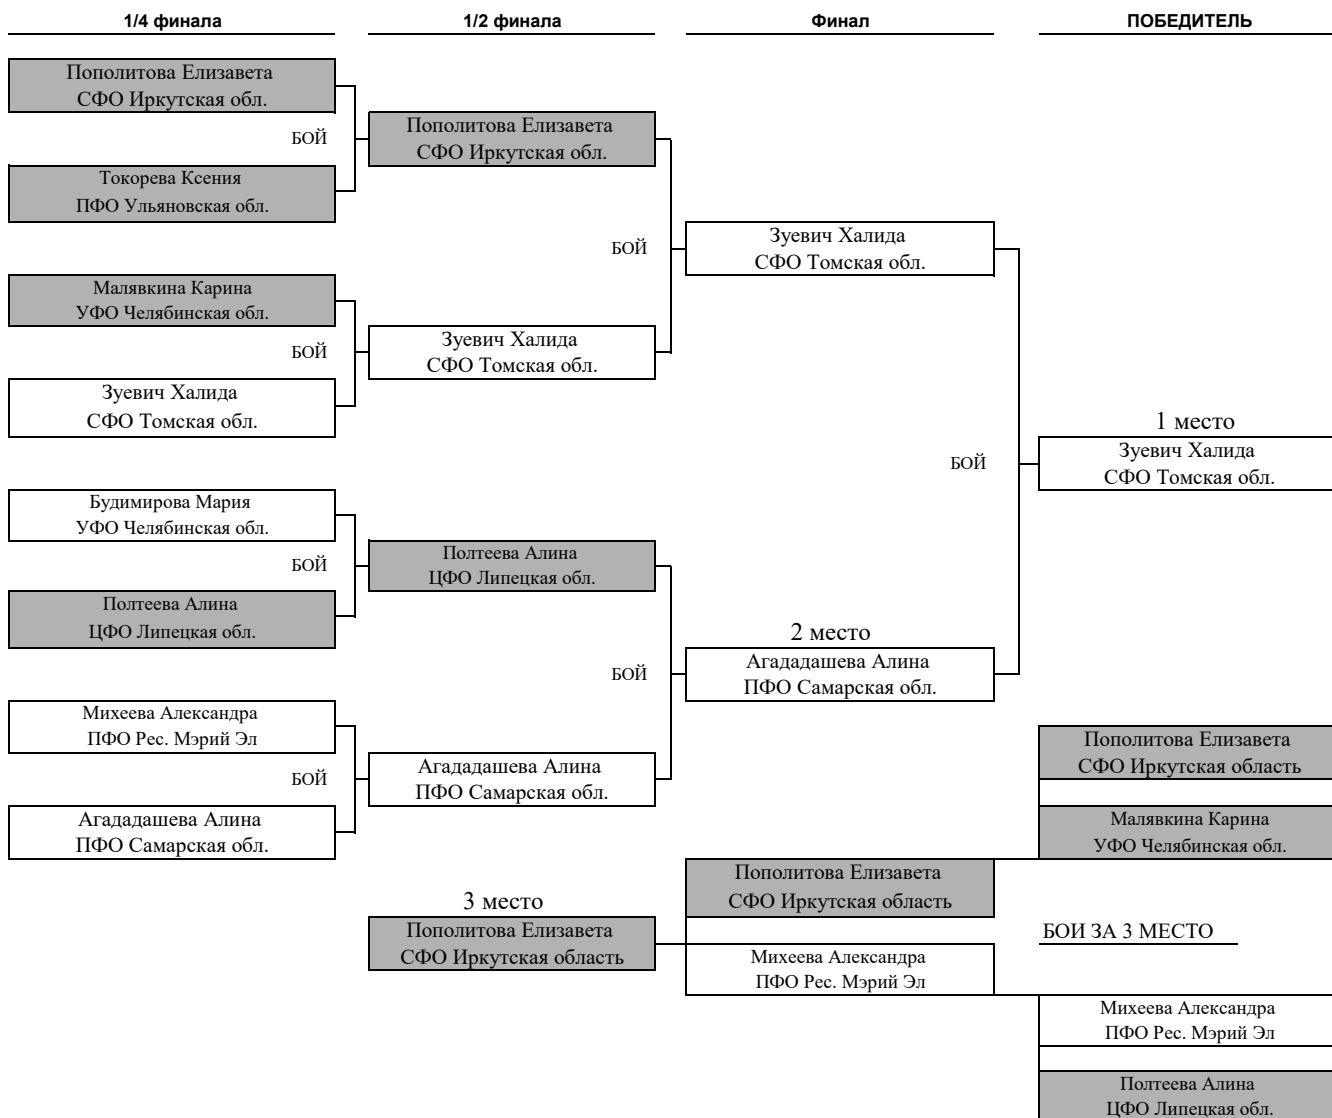 1/4 финала
1/2 финала
Финал
ПОБЕДИТЕЛЬ
Пополитова Елизавета
СФО Иркутская обл.
БОЙ
Токорева Ксения
ПФО Ульяновская обл.
Пополитова Елизавета
СФО Иркутская обл.
Малявкина Карина
УФО Челябинская обл.
БОЙ
Зуевич Халида
СФО Томская обл.
Зуевич Халида
СФО Томская обл.
БОЙ
Зуевич Халида
СФО Томская обл.
Будимирова Мария
УФО Челябинская обл.
БОЙ
Полтеева Алина
ЦФО Липецкая обл.
Полтеева Алина
ЦФО Липецкая обл.
Михеева Александра
ПФО Рес. Мэрий Эл
БОЙ
Агададашева Алина
ПФО Самарская обл.
Агададашева Алина
ПФО Самарская обл.
БОЙ
2 место
Агададашева Алина
ПФО Самарская обл.
БОЙ
1 место
Зуевич Халида
СФО Томская обл.
Пополитова Елизавета
СФО Иркутская область
Малявкина Карина
УФО Челябинская обл.
Пополитова Елизавета
СФО Иркутская область
3 место
Пополитова Елизавета
СФО Иркутская область
БОИ ЗА 3 МЕСТО
Михеева Александра
ПФО Рес. Мэрий Эл
Михеева Александра
ПФО Рес. Мэрий Эл
Полтеева Алина
ЦФО Липецкая обл.